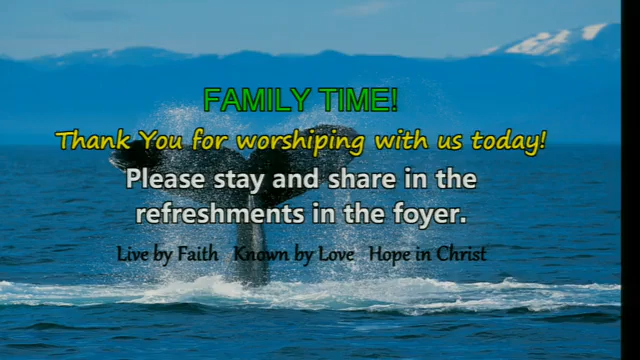 FAMILY TIME!
Thank You for worshiping with us today!
Please stay and share in the
refreshments in the foyer.
Live by Faith Known by Love Hope in Christ